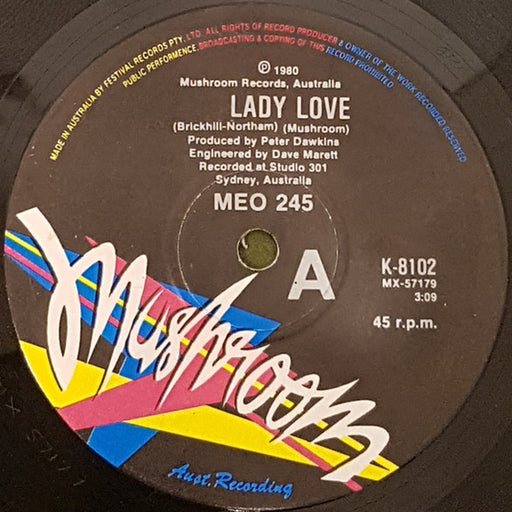 MADE IN AUSTRALIA BY FESTIVAL RECORDS PTY. LTD. ALL RIGHTS OF RECORD PRODUCER & OWNER OF THE WORK RECORDED RESERVED
PUBLIC PERFORMENCE, BROADCASTING & COPYING OF THIS RECORD PROHIBITED
℗ 1980
Mushroom Records, Australia
LADY LOVE
(Brickhill-Northam) (Mushroom)
Produced by Peter Dawkins
Engineered by Dave Marett
Recorded at Studio 301
Sydney, Australia
MEO 245
A
K-8102
MX-57179
3:09
45 r.p.m.
Mushroom
Aust. Recording